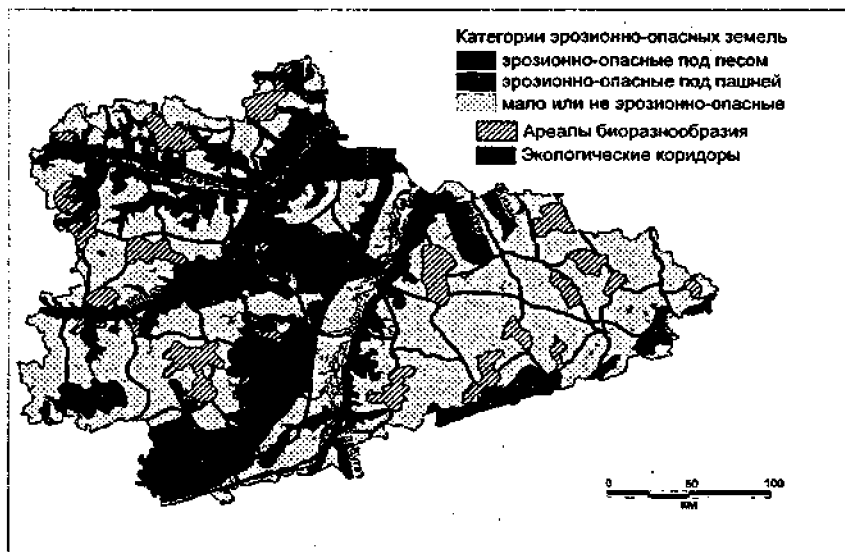 Категории эрозионно-опасных земель
эрозионно-опасные под лесом
эрозионно-опасные под пашней
мало или не эрозионно-опасные
Ареалы биоразнообразия
Экологические коридоры
0 50 100
км